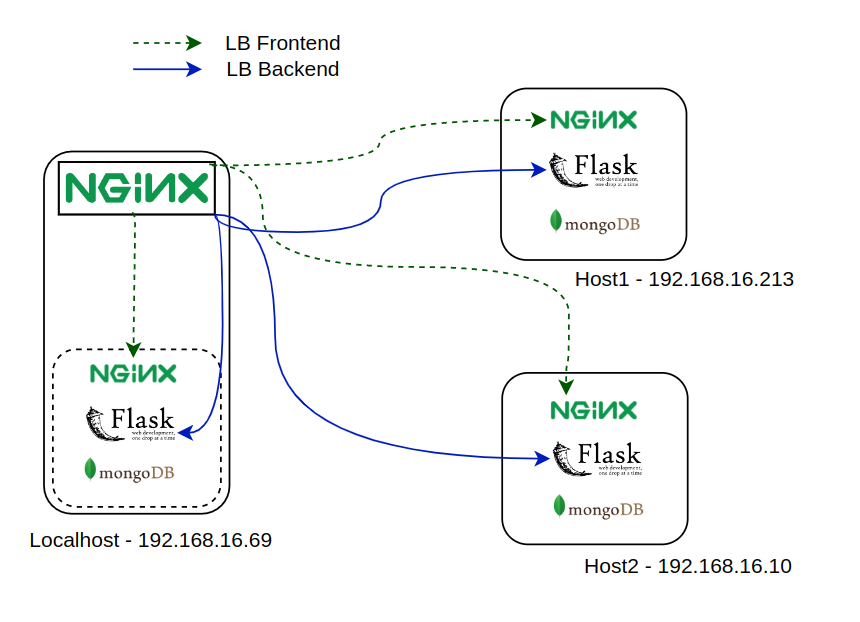 LB Frontend
LB Backend
NGINX
NGINX
Flask
web development,
one drop at a time
mongoDB
Host1 - 192.168.16.213
NGINX
Flask
web development,
one drop at a time
mongoDB
Localhost - 192.168.16.69
NGINX
Flask
web development,
one drop at a time
mongoDB
Host2 - 192.168.16.10